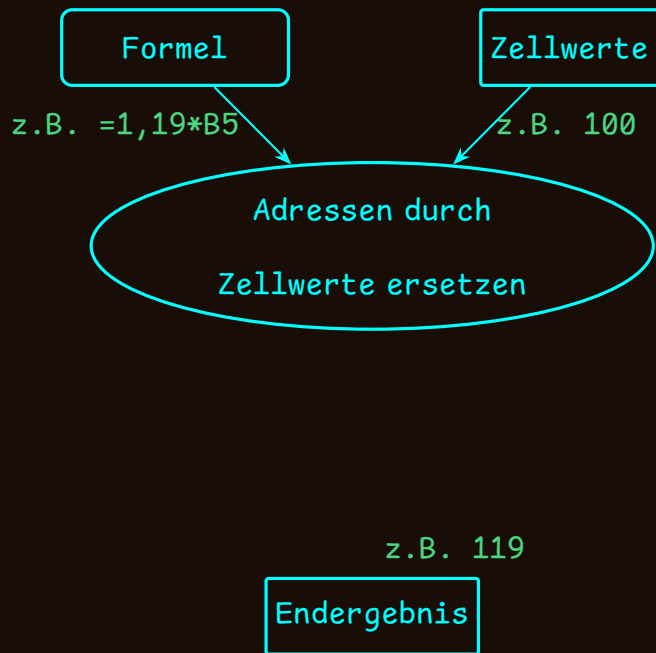 Formel
Zellwerte
z.B. =1,19*B5
z.B. 100
Adressen durch
Zellwerte ersetzen
z.B. 119
Endergebnis